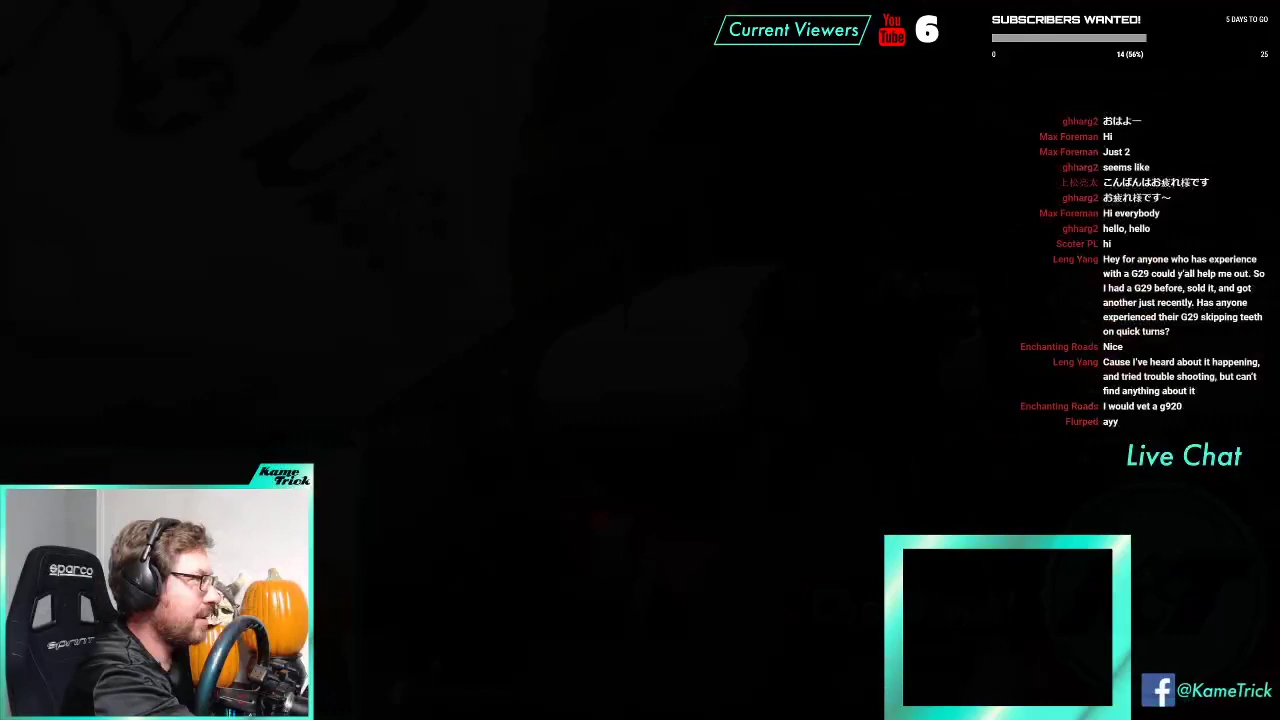 Current Viewers
You
Tube
6
SUBSCRIBERS WANTED!
5 DAYS TO GO
0
14 (56%)
25
ghharg2 おはよー
Max Foreman Hi
Max Foreman Just 2
ghharg2 seems like
上松亮太 こんばんはお疲れ様です
ghharg2 お疲れ様です～
Max Foreman Hi everybody
ghharg2 hello, hello
Scoter PL hi
Leng Yang Hey for anyone who has experience
with a G29 could y'all help me out. So
I had a G29 before, sold it, and got
another just recently. Has anyone
experienced their G29 skipping teeth
on quick turns?
Enchanting Roads Nice
Leng Yang Cause I've heard about it happening,
and tried trouble shooting, but can't
find anything about it
Enchanting Roads I would vet a g920
Flurped ayy
Live Chat
Kame
Trick
sparco
sprint
f @KameTrick